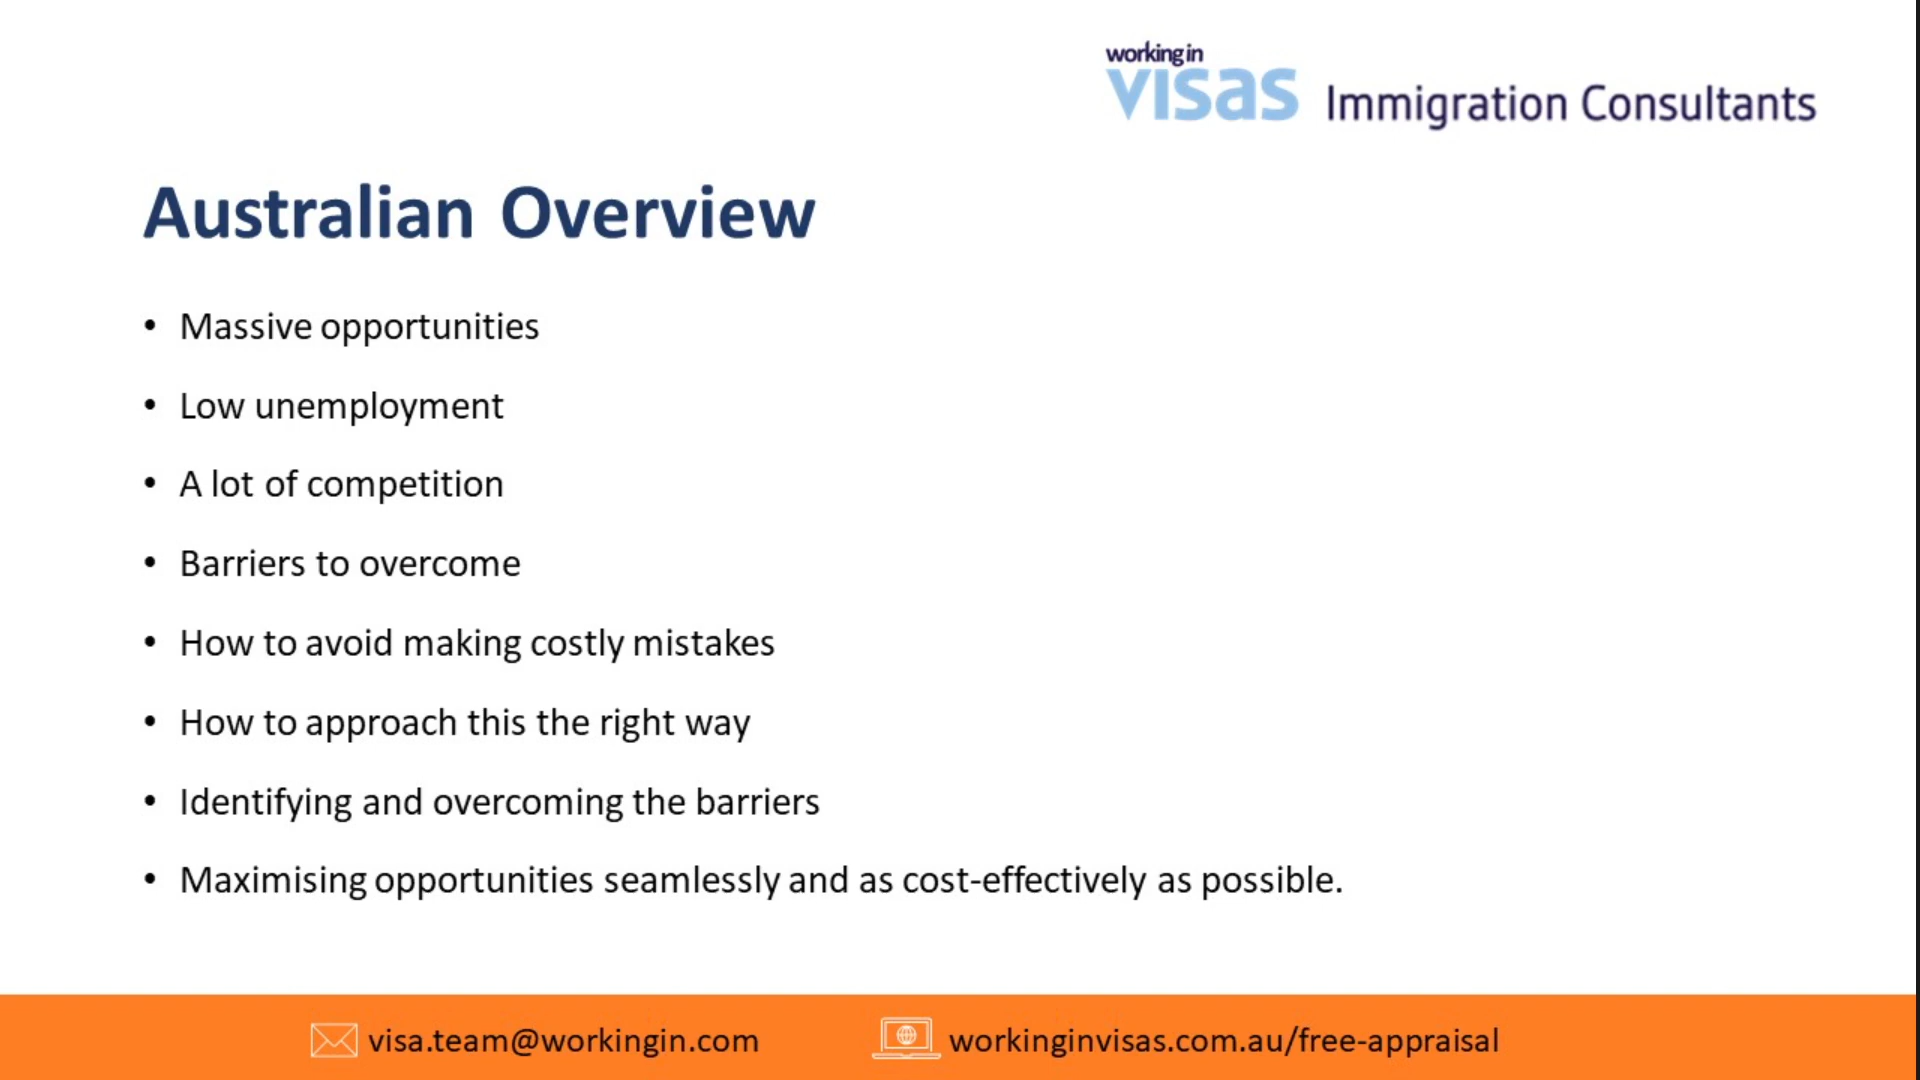 workingin
visas Immigration Consultants
Australian Overview
• Massive opportunities
• Low unemployment
• A lot of competition
• Barriers to overcome
• How to avoid making costly mistakes
• How to approach this the right way
• Identifying and overcoming the barriers
• Maximising opportunities seamlessly and as cost-effectively as possible.
visa.team@workingin.com workinginvisas.com.au/free-appraisal